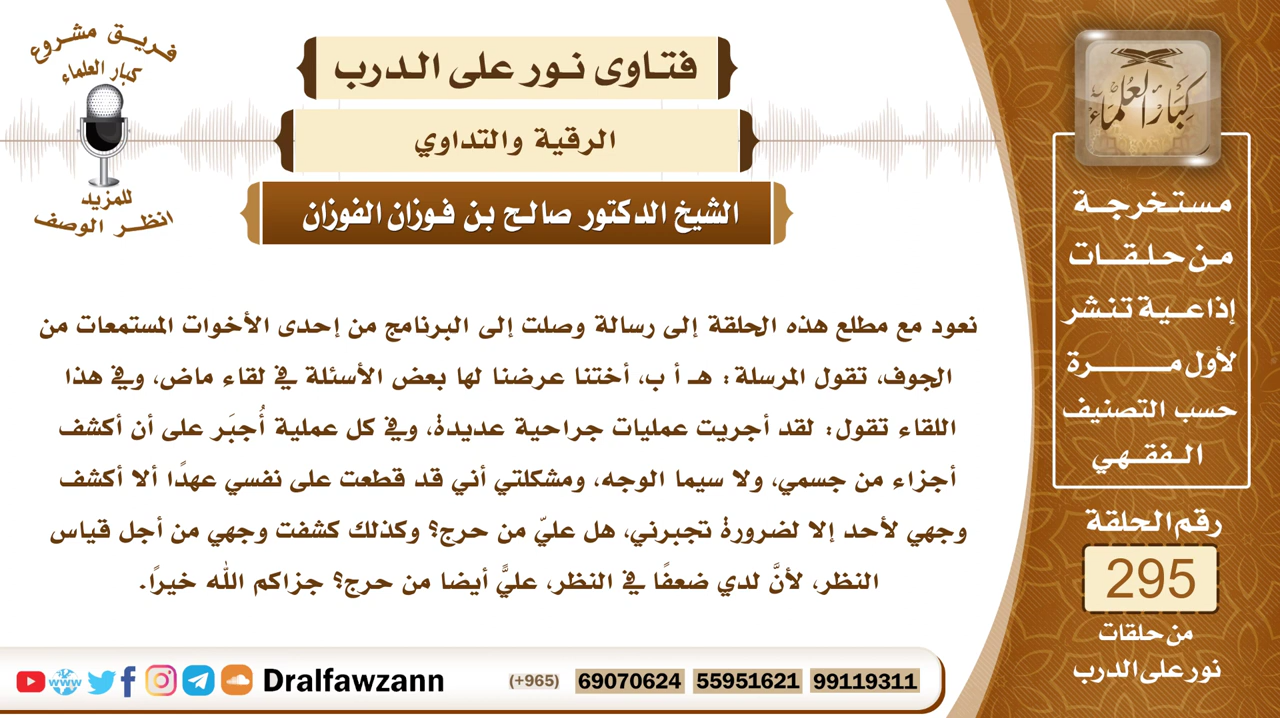 فريق مشروع
كبار العلماء
للمزيد
انظر الوصف
فتاوى نور على الدرب
الرقية والتداوي
الشيخ الدكتور صالح بن فوزان الفوزان
نعود مع مطلع هذه الحلقة إلى رسالة وصلت إلى البرنامج من إحدى الأخوات المستمعات من
الجوف، تقول المرسلة: هـ أ ب، أختنا عرضنا لها بعض الأسئلة في لقاء ماض، وفي هذا
اللقاء تقول: لقد أجريت عمليات جراحية عديدة، وفي كل عملية أُجبَر على أن أكشف
أجزاء من جسمي، ولا سيما الوجه، ومشكلتي أني قد قطعت على نفسي عهدًا ألا أكشف
وجهي لأحد إلا لضرورة تجبرني، هل عليّ من حرج؟ وكذلك كشفت وجهي من أجل قياس
النظر، لأنَّ لدي ضعفًا في النظر، عليًّ أيضا من حرج؟ جزاكم الله خيرًا.
كبار العلماء
مستخرجة
من حلقات
إذاعية تنشر
لأول مرة
حسب التصنيف
الفقهي
رقم الحلقة
295
من حلقات
نور على الدرب
www Dralfawzann (+965) 69070624 55951621 99119311